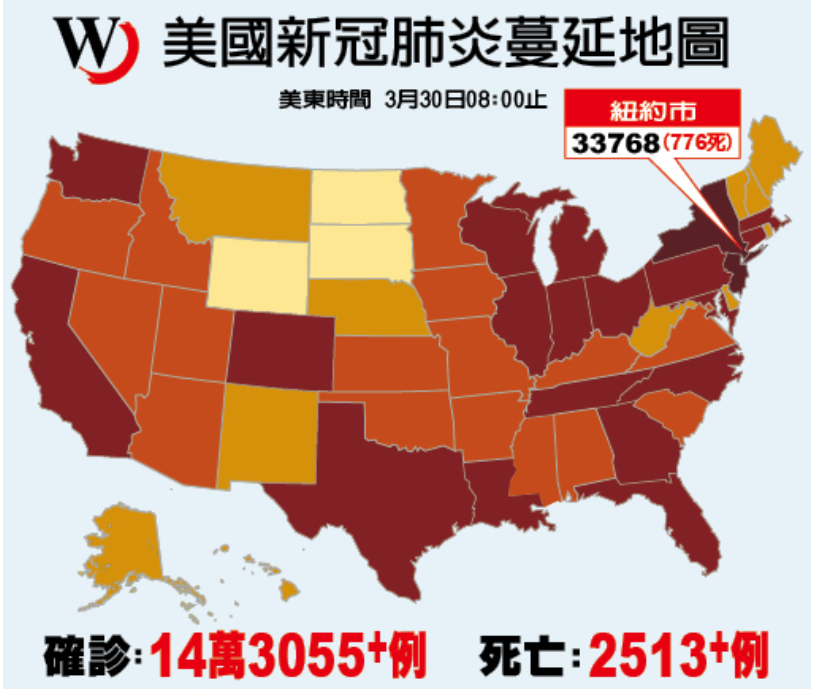 W 美國新冠肺炎蔓延地圖
美東時間 3月30日08:00止
紐約市
33768(776死)
確診:14萬3055+例 死亡:2513+例